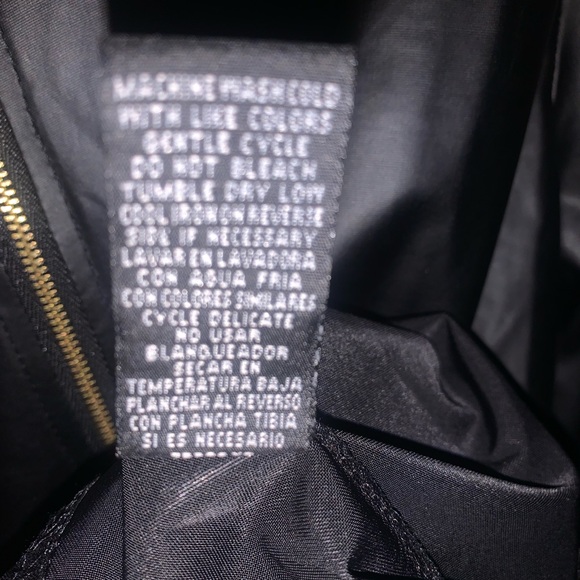 MACHINE WASH COLD
WITH LIKE COLORS
GENTLE CYCLE
DO NOT BLEACH
TUMBLE DRY LOW
COOL IRON ON REVERSE
SIDE IF NECESSARY
LAVAR EN LAVADORA
CON AGUA FRIA
CON COLORES SIMILARES
CYCLE DELICATE
NO USAR
BLANQUEADOR
SECAR EN
TEMPERATURA BAJA
PLANCHAR AL REVERSO
CON PLANCHA TIBIA
SI ES NECESARIO